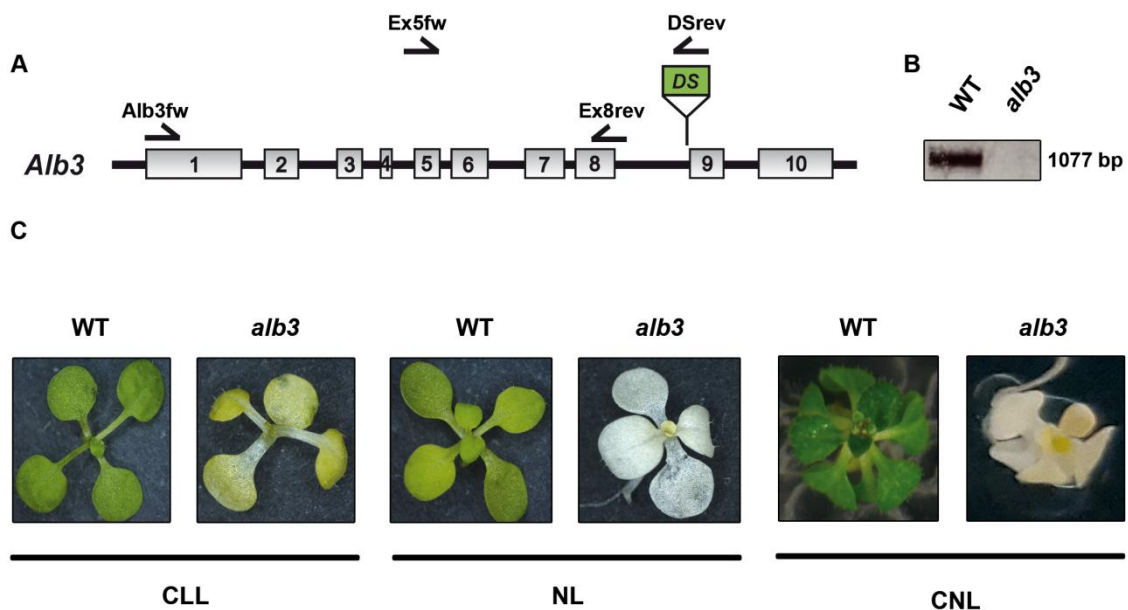 Ex5fw
DSrev
A
B
DS
WT
alb3
Alb3fw
Ex8rev
Alb3
1 2 3 4 5 6 7 8 9 10
1077 bp
C
WT alb3 WT alb3 WT alb3
CLL NL CNL